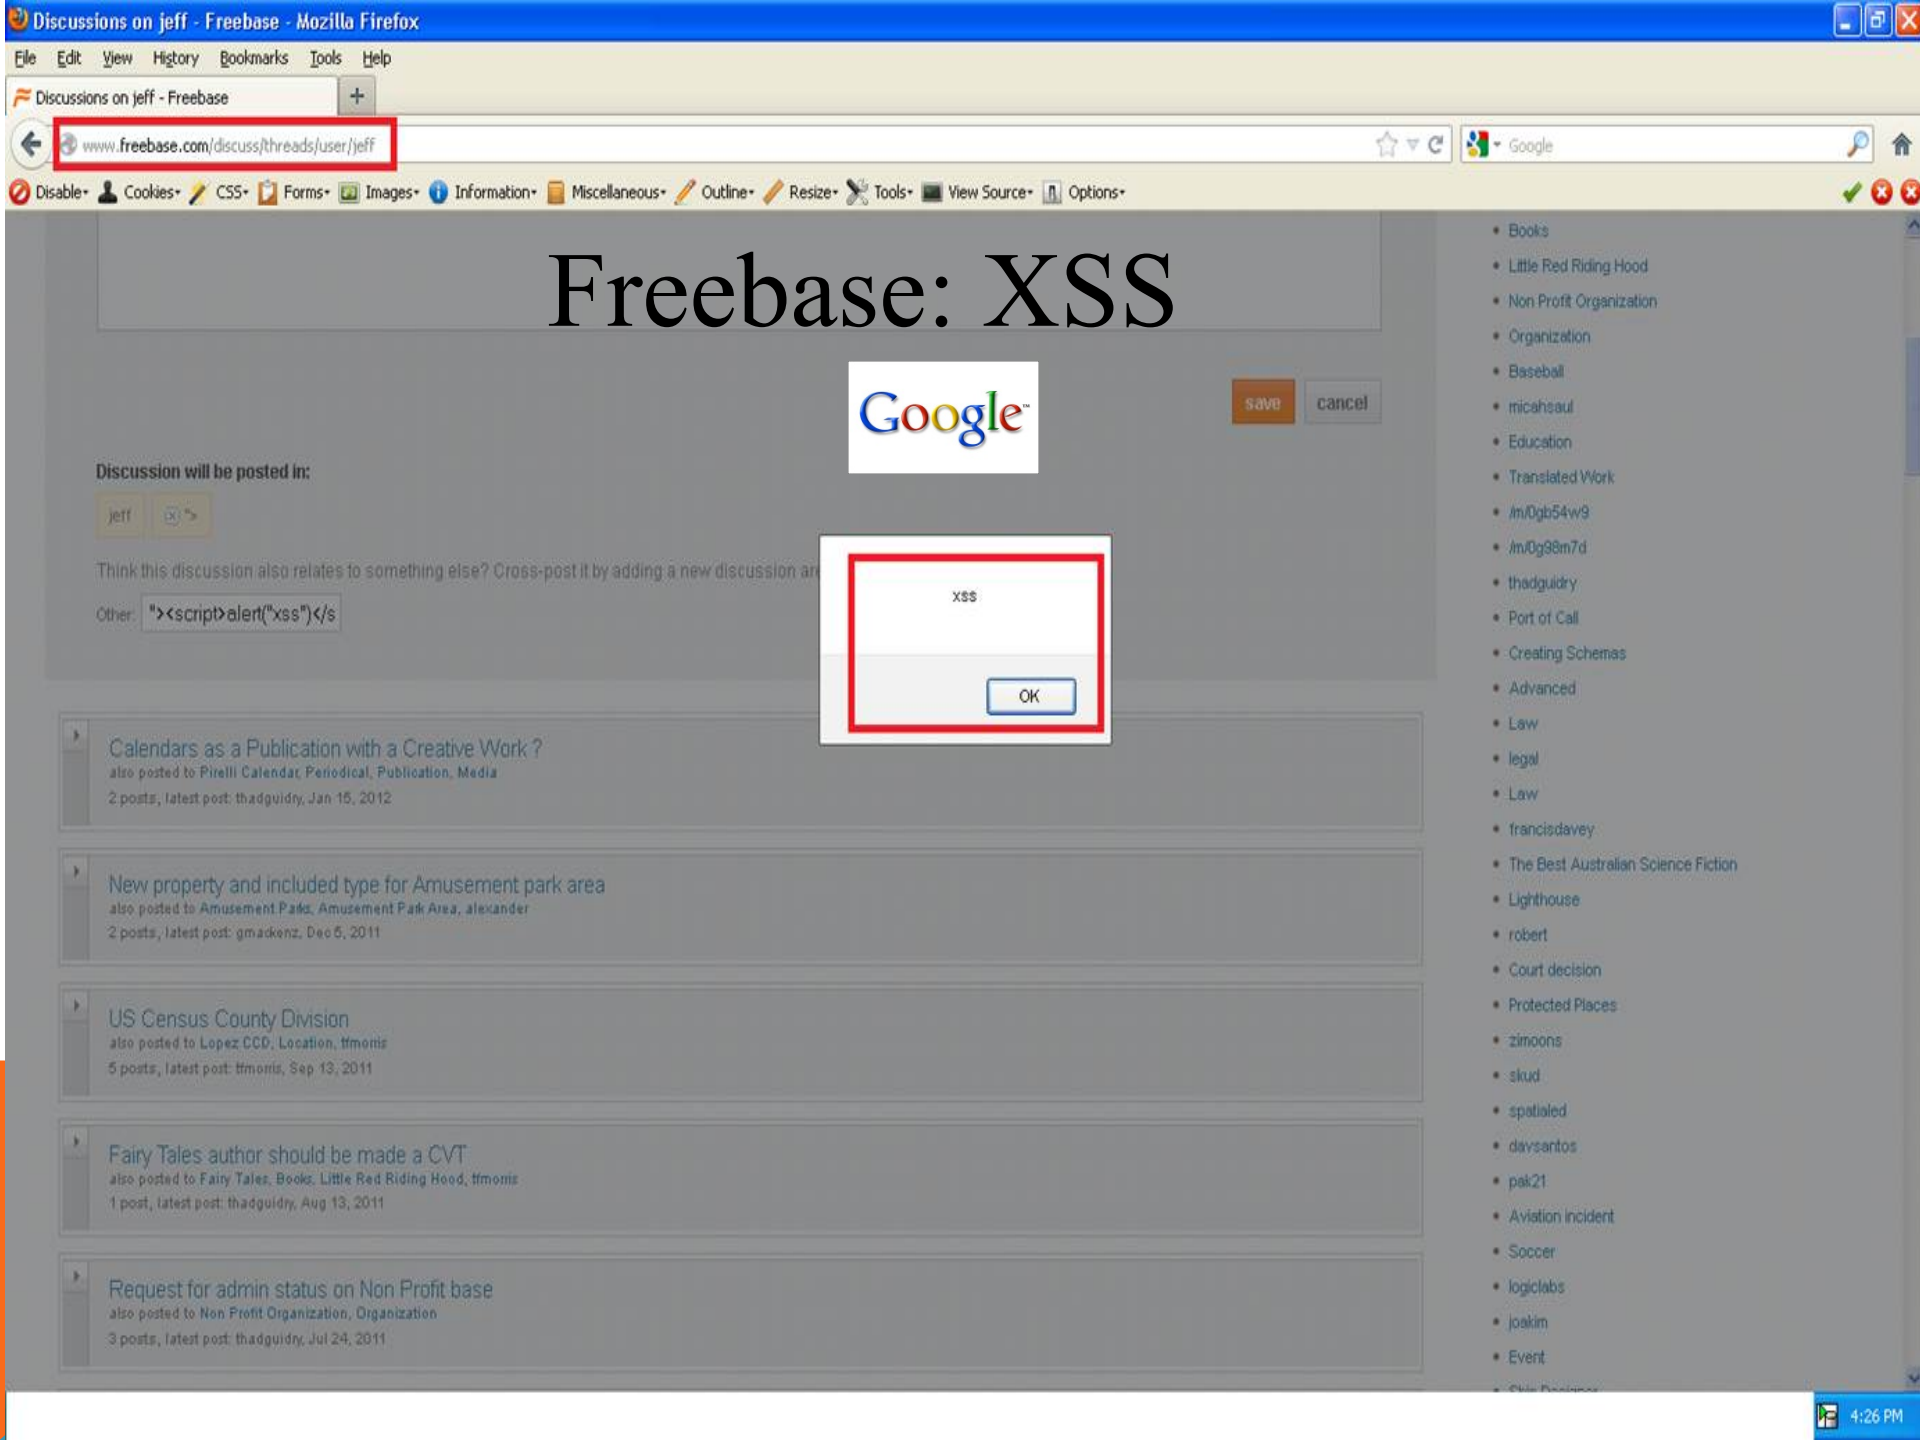 Discussions on jeff - Freebase - Mozilla Firefox
File Edit View History Bookmarks Tools Help
Discussions on jeff - Freebase
www.freebase.com/discuss/threads/user/jeff
Google
Disable Cookies CSS Forms Images Information Miscellaneous Outline Resize Tools View Source Options
Freebase: XSS
Google™
save cancel
Discussion will be posted in:
jeff ">
Think this discussion also relates to something else? Cross-post it by adding a new discussion
Other: "><script>alert("xss")</s
xss
OK
Calendars as a Publication with a Creative Work ?
also posted to Pirelli Calendar, Periodical, Publication, Media
2 posts, latest post: thadguidry, Jan 15, 2012
New property and included type for Amusement park area
also posted to Amusement Parks, Amusement Park Area, alexander
2 posts, latest post: gmackenz, Dec 5, 2011
US Census County Division
also posted to Lopez CCD, Location, tfmorris
5 posts, latest post: tfmorris, Sep 13, 2011
Fairy Tales author should be made a CVT
also posted to Fairy Tales, Books, Little Red Riding Hood, tfmorris
1 post, latest post: thadguidry, Aug 13, 2011
Request for admin status on Non Profit base
also posted to Non Profit Organization, Organization
3 posts, latest post: thadguidry, Jul 24, 2011
Books
Little Red Riding Hood
Non Profit Organization
Organization
Baseball
micahsaul
Education
Translated Work
/m/0gb54w9
/m/0g98m7d
thadguidry
Port of Call
Creating Schemas
Advanced
Law
legal
Law
francisdavey
The Best Australian Science Fiction
Lighthouse
robert
Court decision
Protected Places
zimoons
skud
spatialed
davsantos
pak21
Aviation incident
Soccer
logiclabs
joakim
Event
4:26 PM